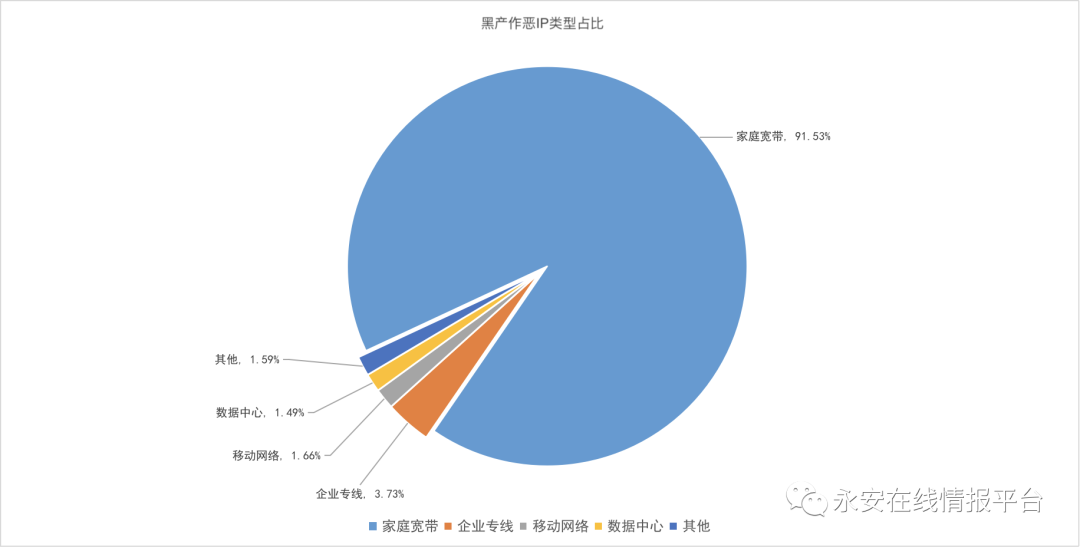 黑产作恶IP类型占比
家庭宽带, 91.53%
其他, 1.59%
数据中心, 1.49%
移动网络, 1.66%
企业专线, 3.73%
永安在线情报平台
家庭宽带 企业专线 移动网络 数据中心 其他